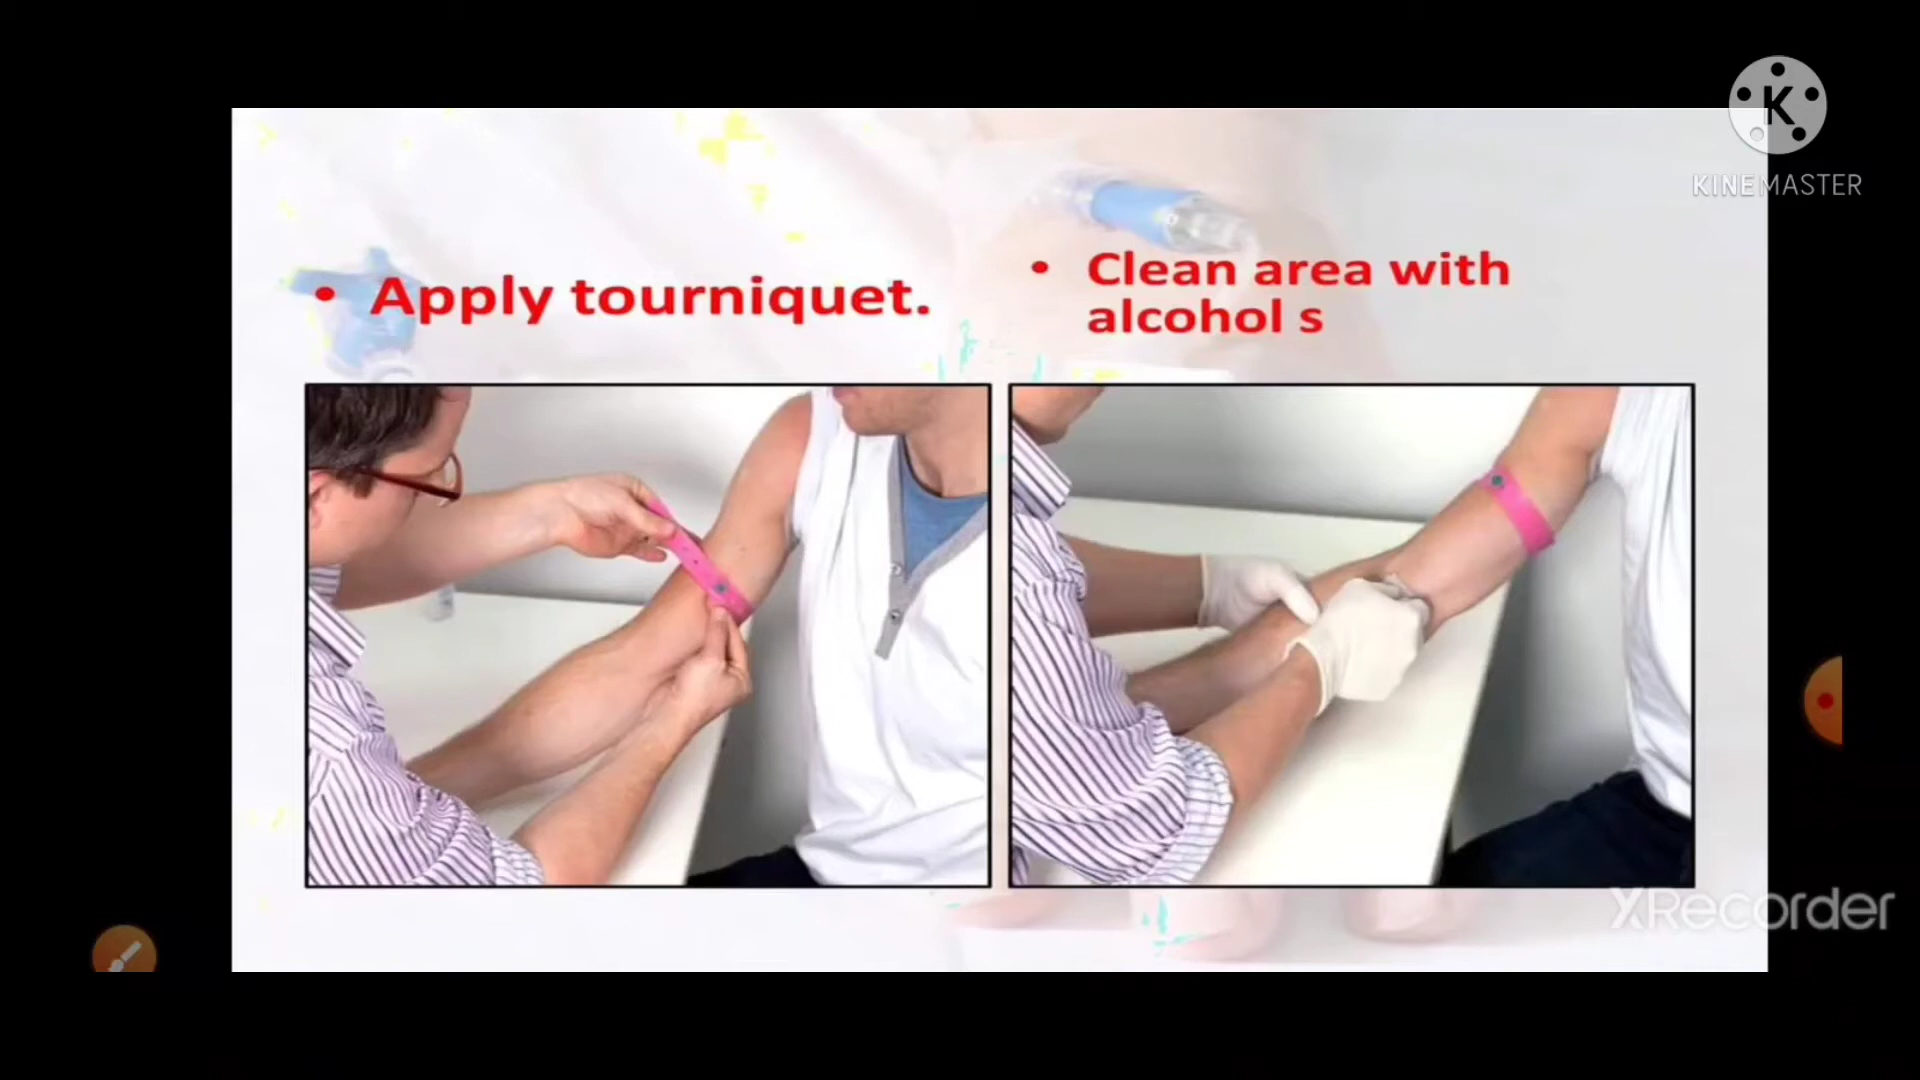 • Apply tourniquet.
• Clean area with
alcohol s
K
KINEMASTER
XRecorder